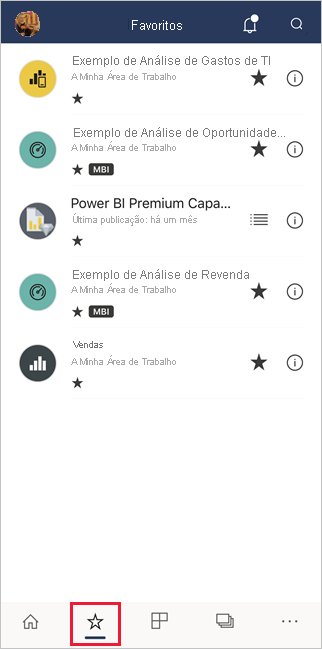 Favoritos
Exemplo de Análise de Gastos de TI
A Minha Área de Trabalho
Exemplo de Análise de Oportunidade...
A Minha Área de Trabalho
MBI
Power BI Premium Capa...
Última publicação: há um mês
Exemplo de Análise de Revenda
A Minha Área de Trabalho
MBI
Vendas
A Minha Área de Trabalho